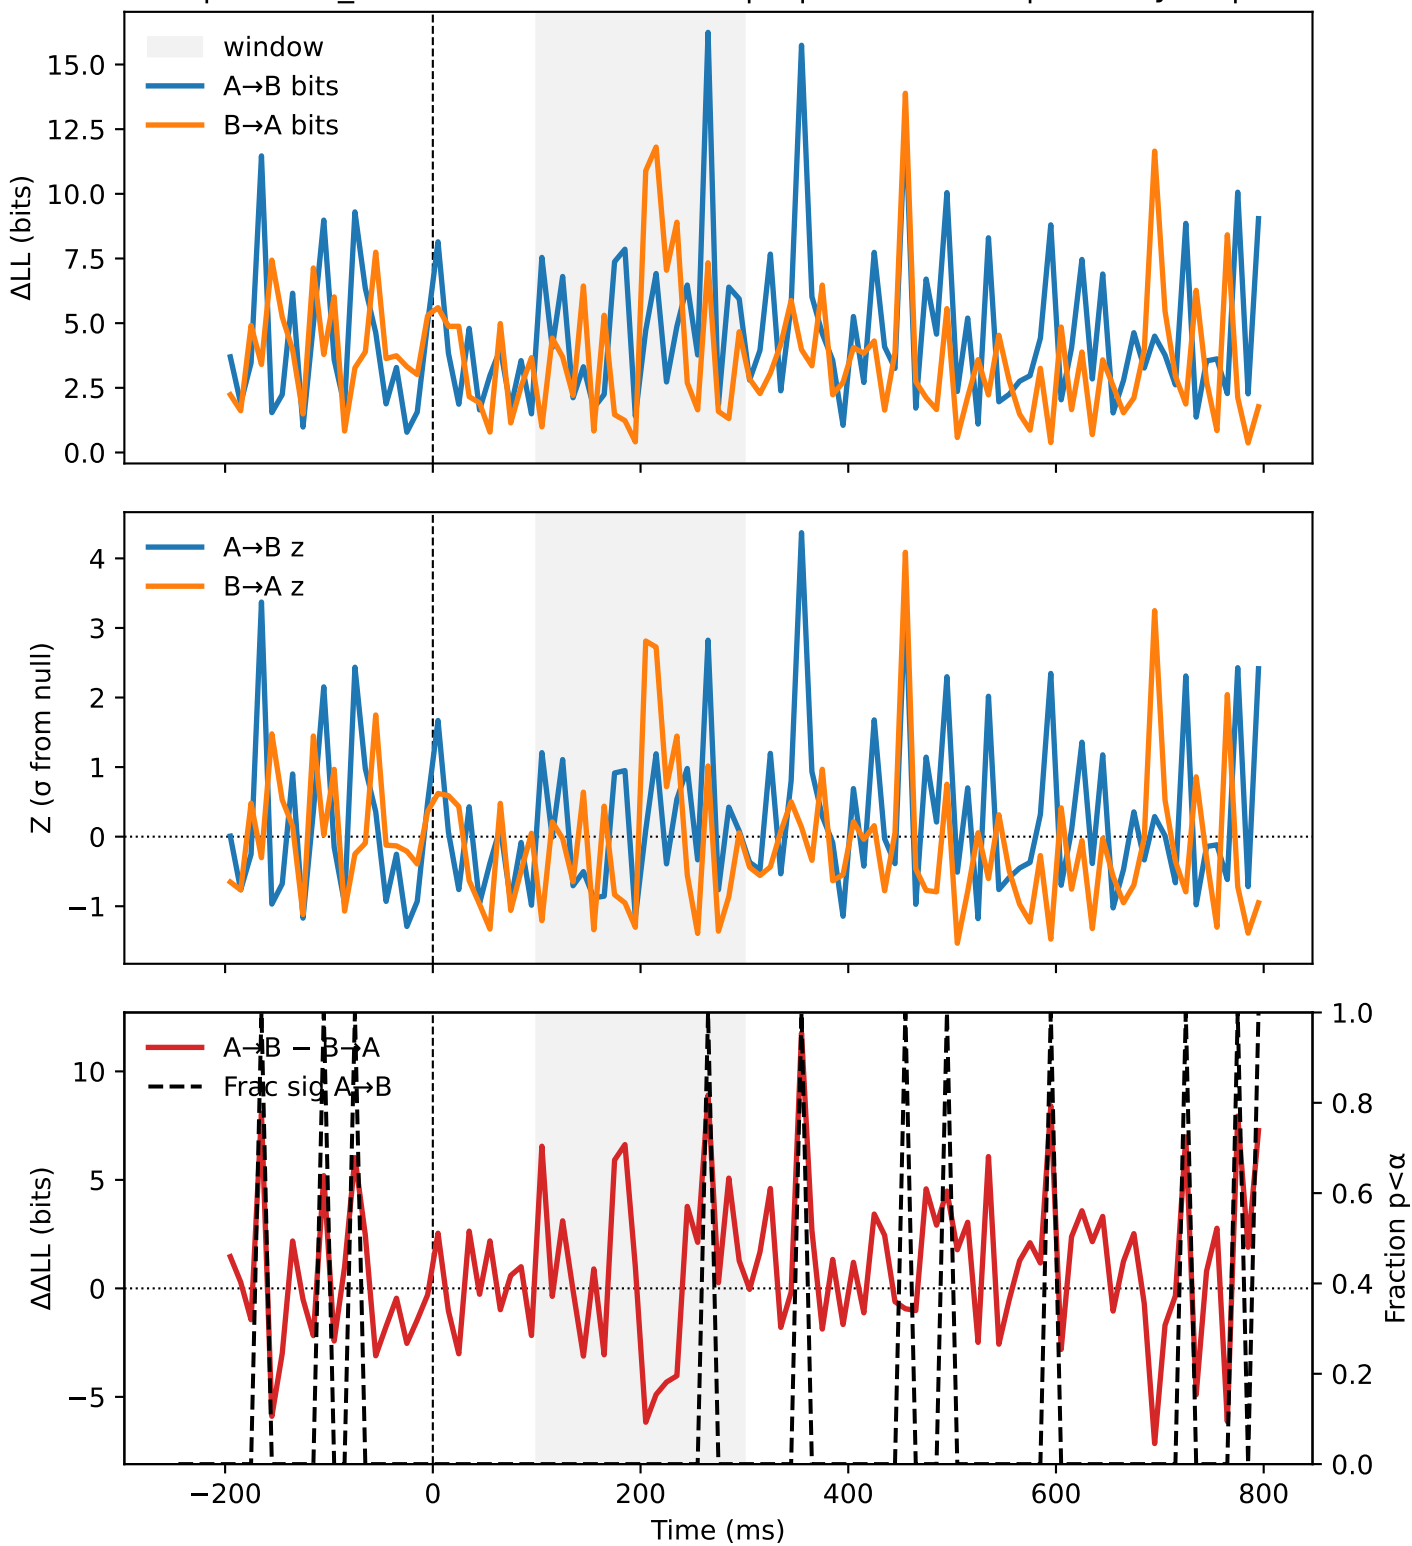 window
A→B bits
B→A bits
ΔLL (bits)
15.0
12.5
10.0
7.5
5.0
2.5
0.0
A→B z
B→A z
Z (σ from null)
4
3
2
1
0
−1
A→B − B→A
Frac sig A→B
ΔΔLL (bits)
10
5
0
−5
1.0
0.8
0.6
0.4
0.2
0.0
Fraction p<α
−200
0
200
400
600
800
Time (ms)